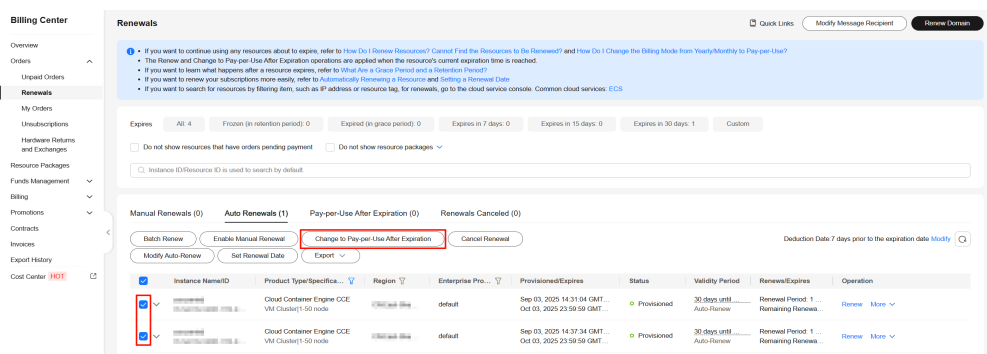 Billing Center
Overview
Orders
Unpaid Orders
Renewals
My Orders
Unsubscriptions
Hardware Returns
and Exchanges
Resource Packages
Funds Management
Billing
Promotions
Contracts
Invoices
Export History
Cost Center HOT
Renewals
Quick Links
Modify Message Recipient
Renew Domain
• If you want to continue using any resources about to expire, refer to How Do I Renew Resources? Cannot Find the Resources to Be Renewed? and How Do I Change the Billing Mode from Yearly/Monthly to Pay-per-Use?
• The Renew and Change to Pay-per-Use After Expiration operations are applied when the resource's current expiration time is reached.
• If you want to learn what happens after a resource expires, refer to What Are a Grace Period and a Retention Period?
• If you want to renew your subscriptions more easily, refer to Automatically Renewing a Resource and Setting a Renewal Date
• If you want to search for resources by filtering item, such as IP address or resource tag, for renewals, go to the cloud service console. Common cloud services: ECS
Expires All: 4 Frozen (in retention period): 0 Expired (in grace period): 0 Expires in 7 days: 0 Expires in 15 days: 0 Expires in 30 days: 1 Custom
Do not show resources that have orders pending payment Do not show resource packages
Instance ID/Resource ID is used to search by default.
Manual Renewals (0) Auto Renewals (1) Pay-per-Use After Expiration (0) Renewals Canceled (0)
Batch Renew Enable Manual Renewal Change to Pay-per-Use After Expiration Cancel Renewal Deduction Date:7 days prior to the expiration date Modify
Modify Auto-Renew Set Renewal Date Export
Instance Name/ID Product Type/Specifica... Region Enterprise Pro... Provisioned/Expires Status Validity Period Renews/Expires Operation
Cloud Container Engine CCE Sep 03, 2025 14:31:04 GMT... 30 days until ... Renewal Period: 1 ...
VM Cluster|1-50 node default Oct 03, 2025 23:59:59 GMT... Provisioned Auto-Renew Remaining Renewa... Renew More
Cloud Container Engine CCE Sep 03, 2025 14:37:34 GMT... 30 days until ... Renewal Period: 1 ...
VM Cluster|1-50 node default Oct 03, 2025 23:59:59 GMT... Provisioned Auto-Renew Remaining Renewa... Renew More